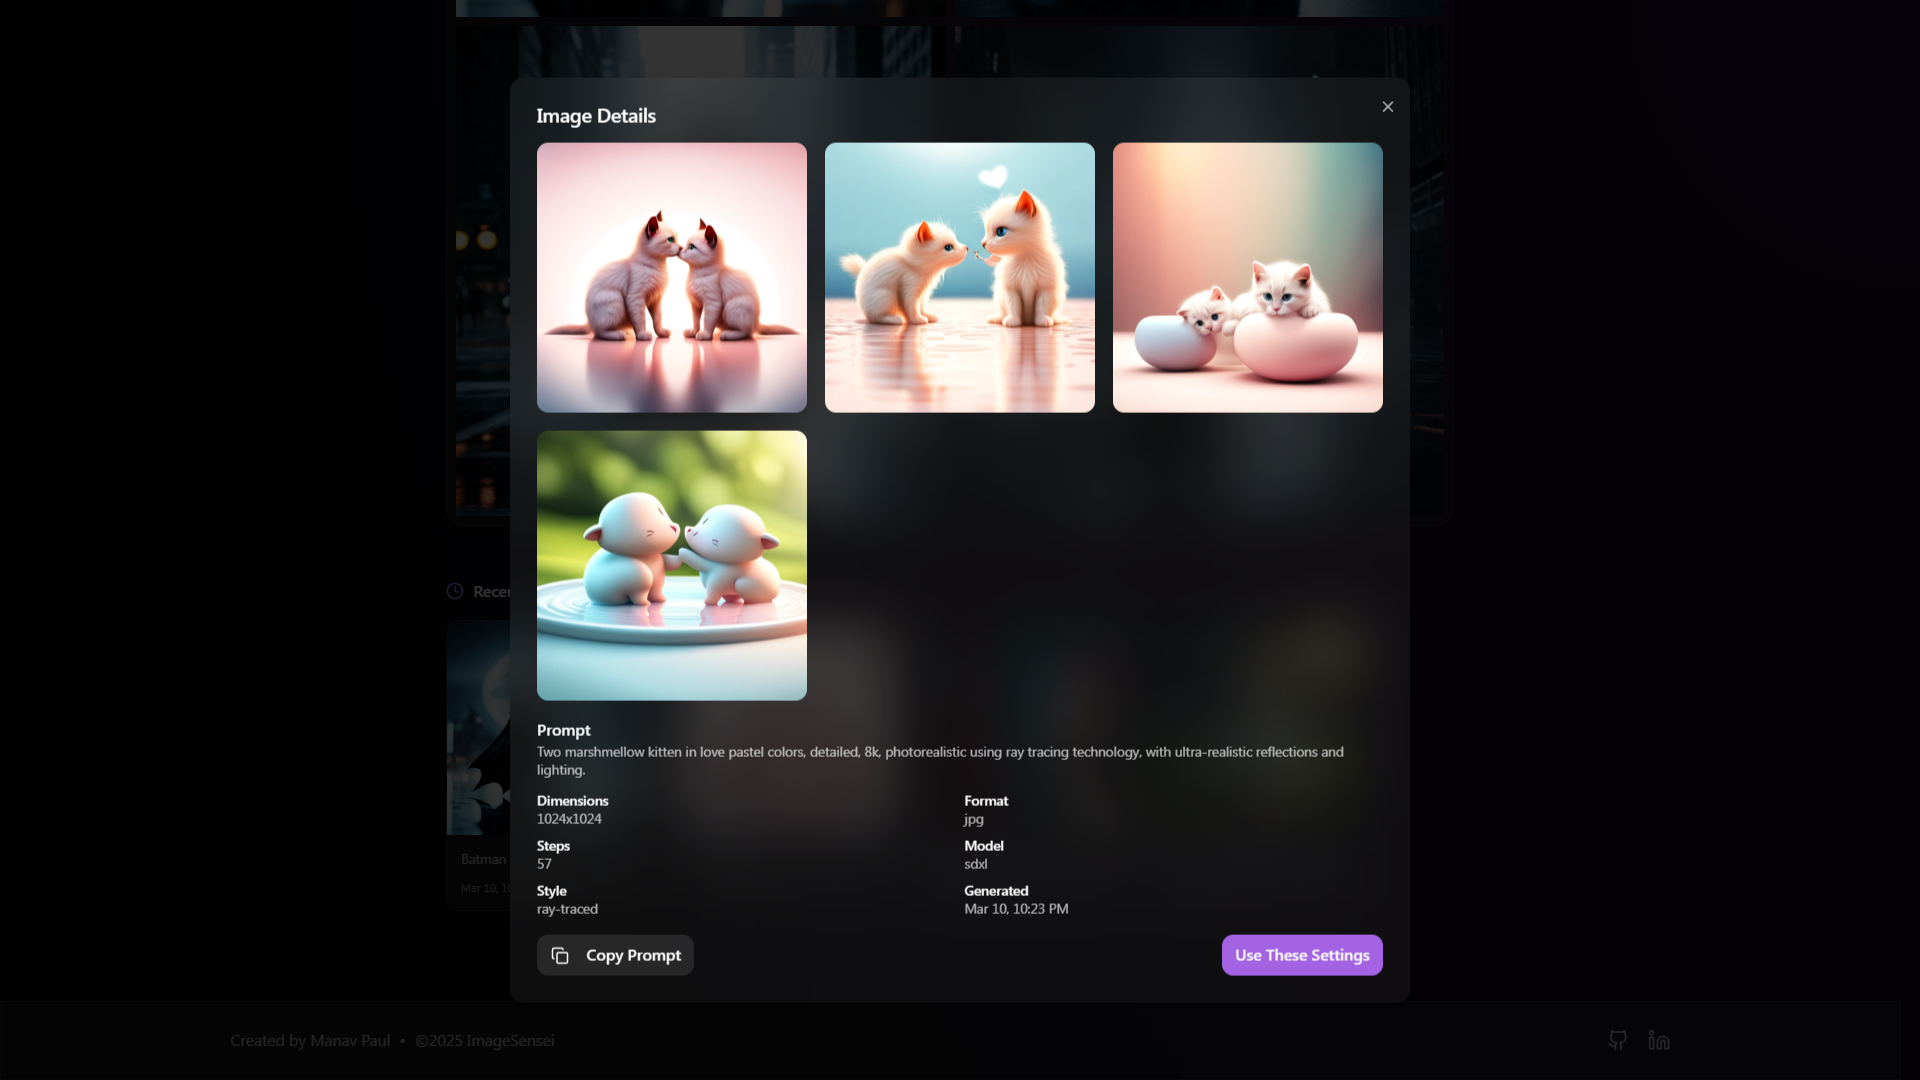 Image Details
Prompt
Two marshmellow kitten in love pastel colors, detailed, 8k, photorealistic using ray tracing technology, with ultra-realistic reflections and
lighting.
Dimensions
1024x1024
Format
jpg
Steps
57
Model
sdxl
Style
ray-traced
Generated
Mar 10, 10:23 PM
Copy Prompt
Use These Settings
Recen
Batman
Mar 10, 10
Created by Manav Paul • ©2025 ImageSensei